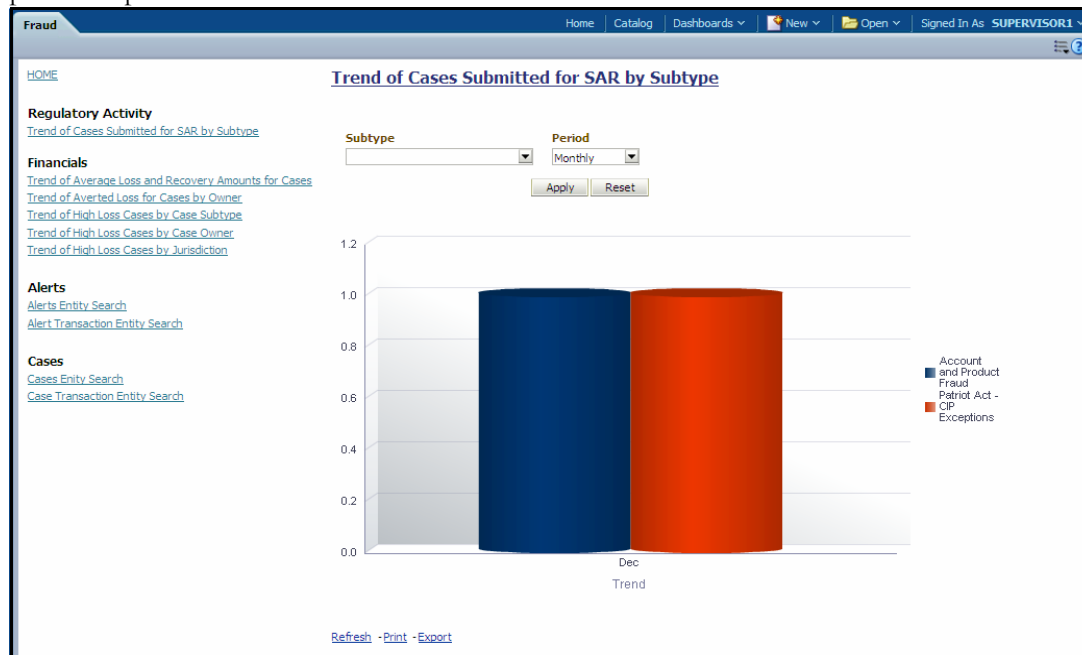 Fraud
Home Catalog Dashboards New Open Signed In As SUPERVISOR1
HOME
Regulatory Activity
Trend of Cases Submitted for SAR by Subtype
Financials
Trend of Average Loss and Recovery Amounts for Cases
Trend of Averted Loss for Cases by Owner
Trend of High Loss Cases by Case Subtype
Trend of High Loss Cases by Case Owner
Trend of High Loss Cases by Jurisdiction
Alerts
Alerts Entity Search
Alert Transaction Entity Search
Cases
Cases Enity Search
Case Transaction Entity Search
Trend of Cases Submitted for SAR by Subtype
Subtype Period
Monthly
Apply Reset
1.2
1.0
0.8
0.6
0.4
0.2
0.0
Dec
Trend
Account
and Product
Fraud
Patriot Act -
CIP
Exceptions
Refresh - Print - Export